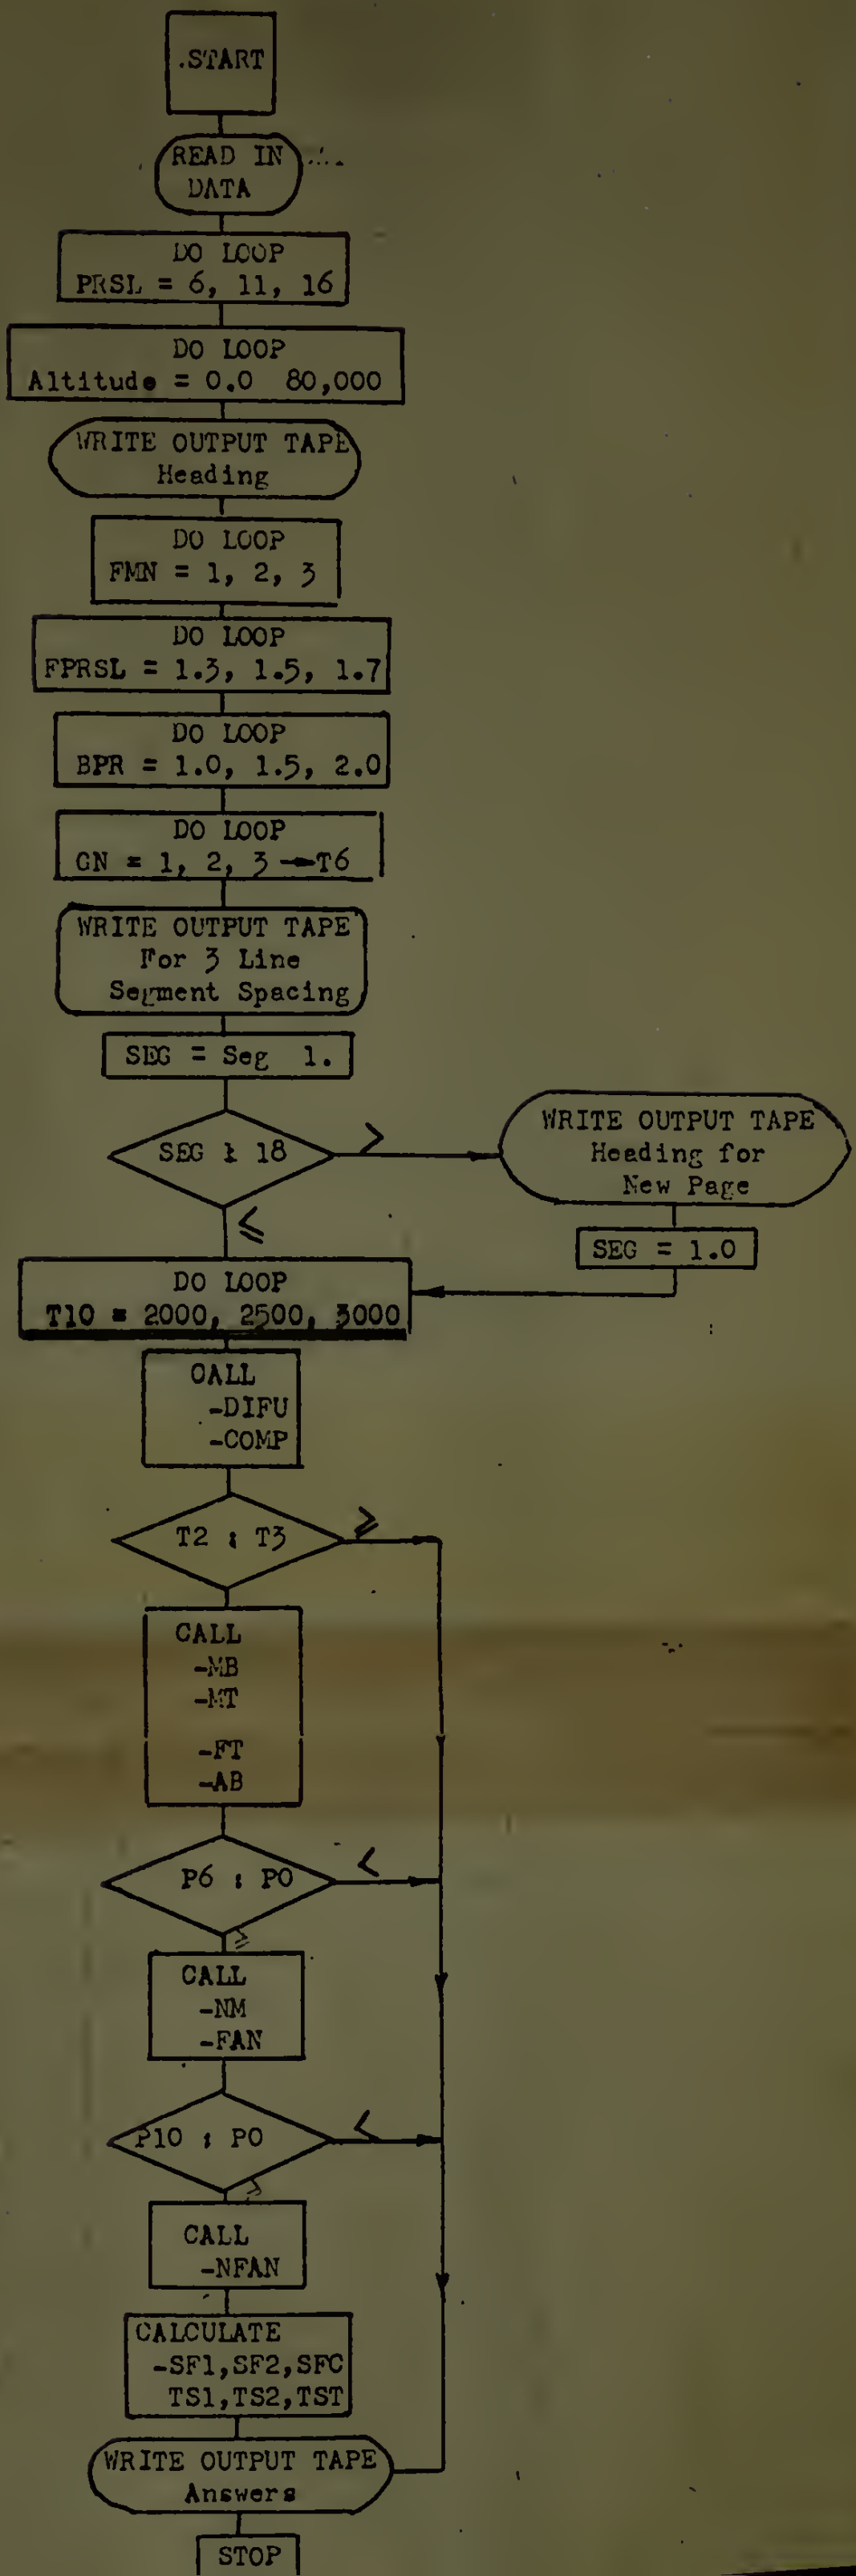 .START
READ IN
DATA
DO LOOP
PRSL = 6, 11, 16
DO LOOP
Altitude = 0.0 80,000
WRITE OUTPUT TAPE
Heading
DO LOOP
FMN = 1, 2, 3
DO LOOP
FPRSL = 1.3, 1.5, 1.7
DO LOOP
BPR = 1.0, 1.5, 2.0
DO LOOP
GN = 1, 2, 3 → T6
WRITE OUTPUT TAPE
For 3 Line
Segment Spacing
SEG = Seg 1.
SEG : 18
>
≤
WRITE OUTPUT TAPE
Heading for
New Page
SEG = 1.0
DO LOOP
T10 = 2000, 2500, 3000
CALL
-DIFU
-COMP
T2 : T3
≥
CALL
-MB
-MT
-FT
-AB
P6 : P0
<
≥
CALL
-NM
-FAN
P10 : P0
<
≥
CALL
-NFAN
CALCULATE
-SF1,SF2,SFC
TS1,TS2,TST
WRITE OUTPUT TAPE
Answers
STOP